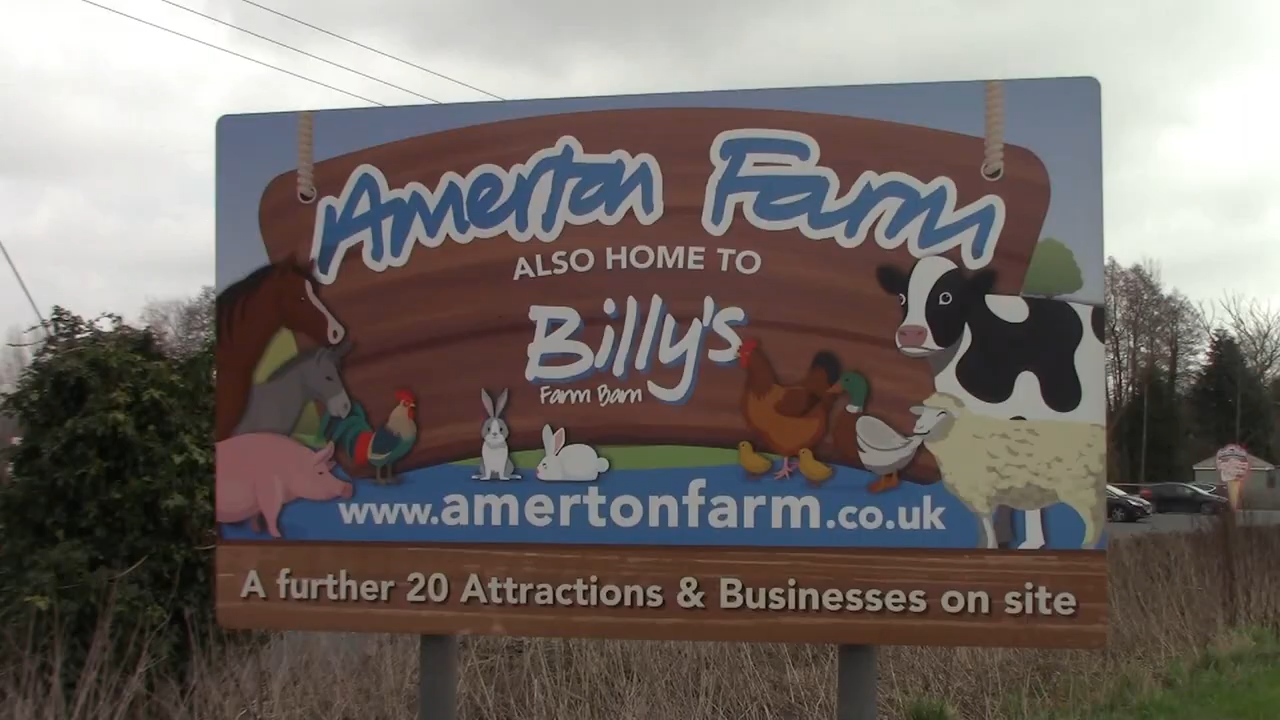 Amerton Farm
ALSO HOME TO
Billy's
Farm Barn
www.amertonfarm.co.uk
A further 20 Attractions & Businesses on site